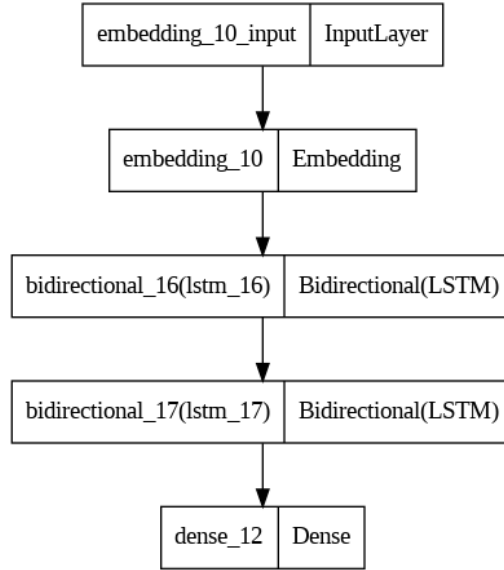 embedding_10_input InputLayer
embedding_10 Embedding
bidirectional_16(lstm_16) Bidirectional(LSTM)
bidirectional_17(lstm_17) Bidirectional(LSTM)
dense_12 Dense